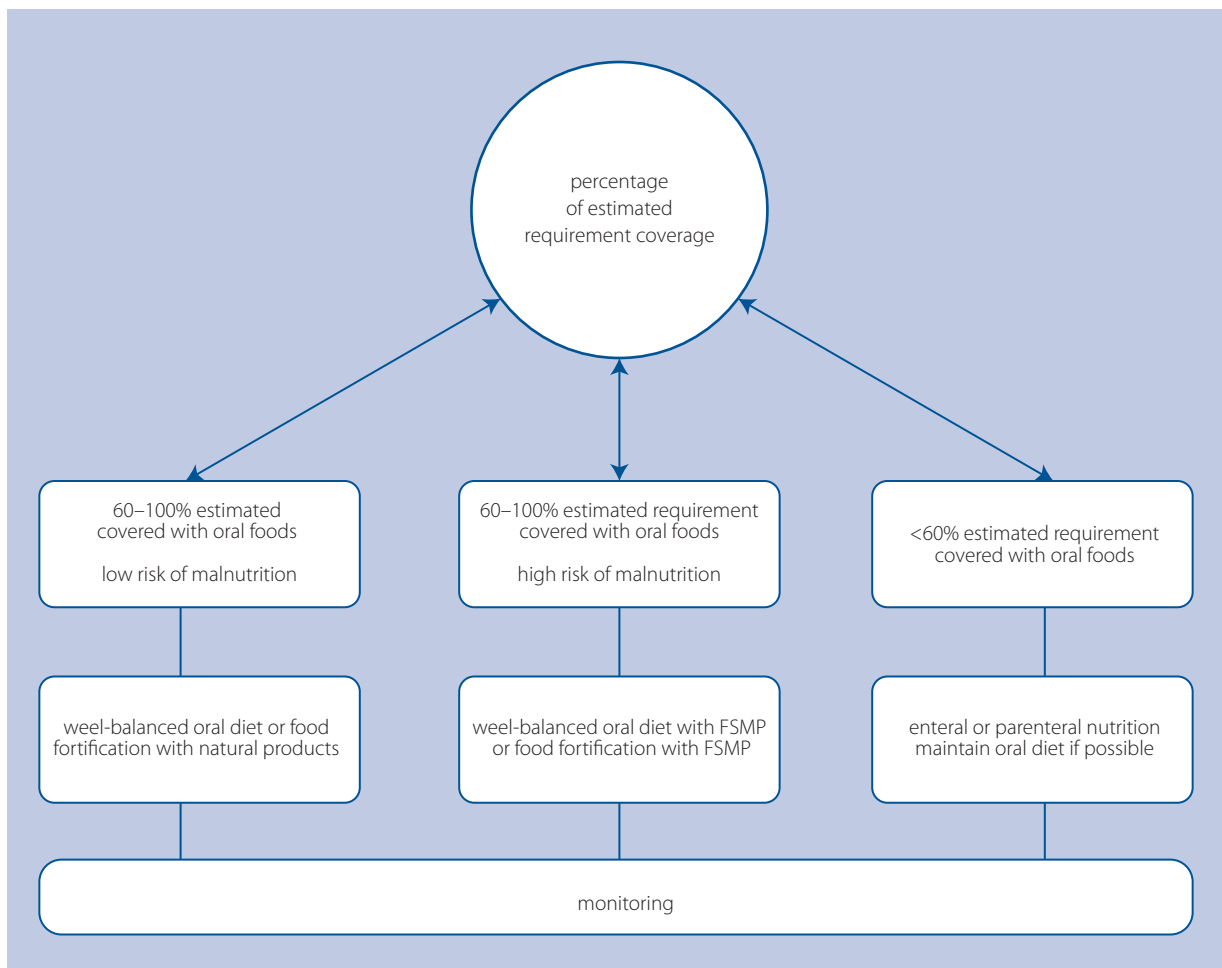 percentage
of estimated
requirement coverage
60–100% estimated
covered with oral foods
low risk of malnutrition
60–100% estimated requirement
covered with oral foods
high risk of malnutrition
<60% estimated requirement
covered with oral foods
weel-balanced oral diet or food
fortification with natural products
weel-balanced oral diet with FSMP
or food fortification with FSMP
enteral or parenteral nutrition
maintain oral diet if possible
monitoring